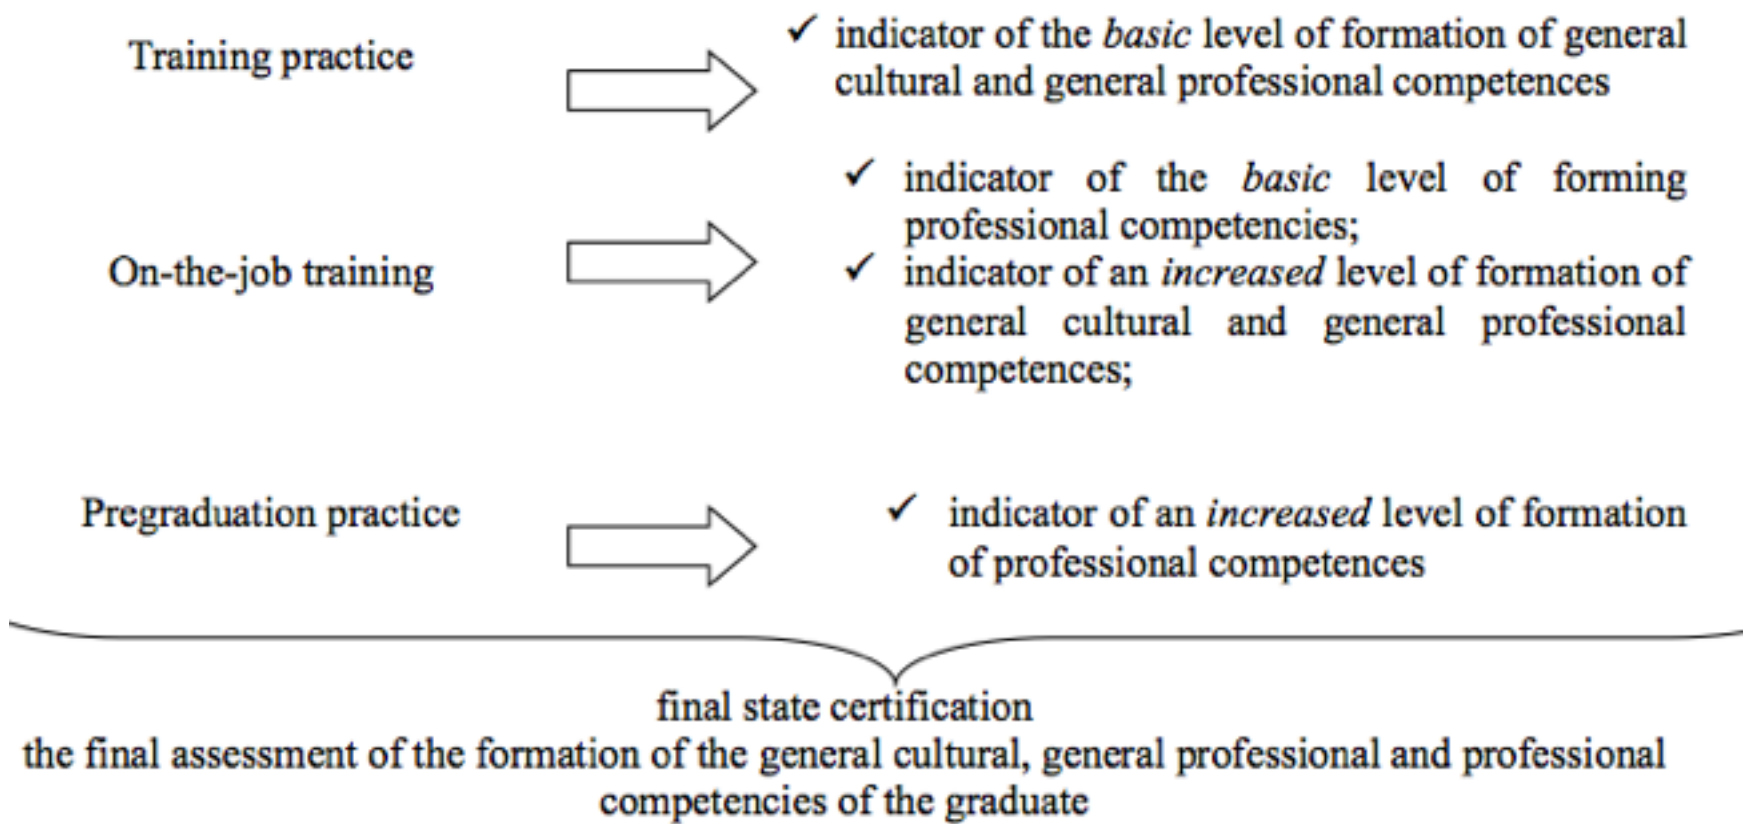 Training practice
✓ indicator of the basic level of formation of general
cultural and general professional competences
On-the-job training
✓ indicator of the basic level of forming
professional competencies;
✓ indicator of an increased level of formation of
general cultural and general professional
competences;
Pregraduation practice
✓ indicator of an increased level of formation
of professional competences
final state certification
the final assessment of the formation of the general cultural, general professional and professional
competencies of the graduate